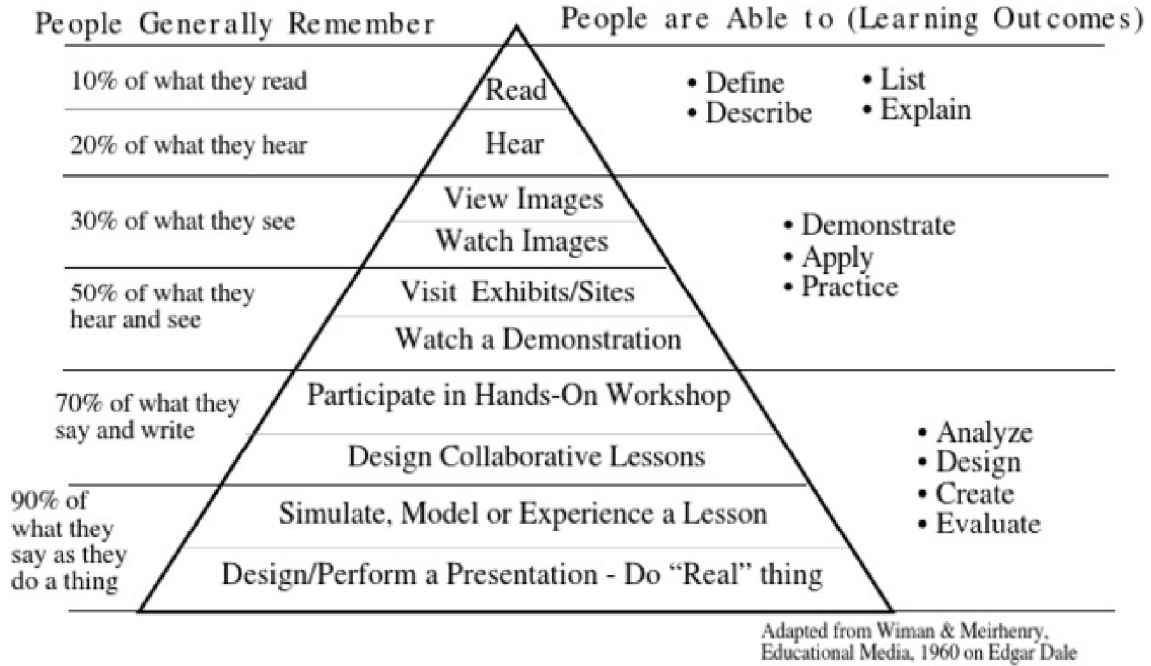 People Generally Remember
People are Able to (Learning Outcomes)
10% of what they read
Read
• Define
• List
• Describe
• Explain
20% of what they hear
Hear
30% of what they see
View Images
Watch Images
• Demonstrate
• Apply
• Practice
50% of what they
hear and see
Visit Exhibits/Sites
Watch a Demonstration
70% of what they
say and write
Participate in Hands-On Workshop
Design Collaborative Lessons
• Analyze
• Design
• Create
• Evaluate
90% of
what they
say as they
do a thing
Simulate, Model or Experience a Lesson
Design/Perform a Presentation - Do “Real” thing
Adapted from Wiman & Meirhenry,
Educational Media, 1960 on Edgar Dale